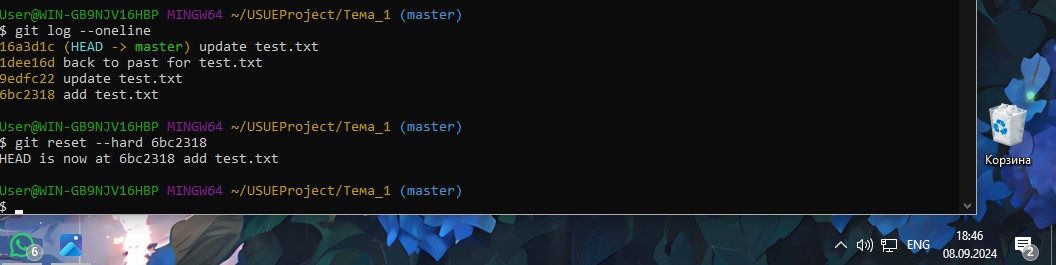 User@WIN-GB9NJV16HBP MINGW64 ~/USUEProject/Тема_1 (master)
$ git log --oneline
16a3d1c (HEAD -> master) update test.txt
1dee16d back to past for test.txt
9edfc22 update test.txt
6bc2318 add test.txt
User@WIN-GB9NJV16HBP MINGW64 ~/USUEProject/Тема_1 (master)
$ git reset --hard 6bc2318
HEAD is now at 6bc2318 add test.txt
User@WIN-GB9NJV16HBP MINGW64 ~/USUEProject/Тема_1 (master)
$
Корзина
6
ENG
18:46
08.09.2024
2